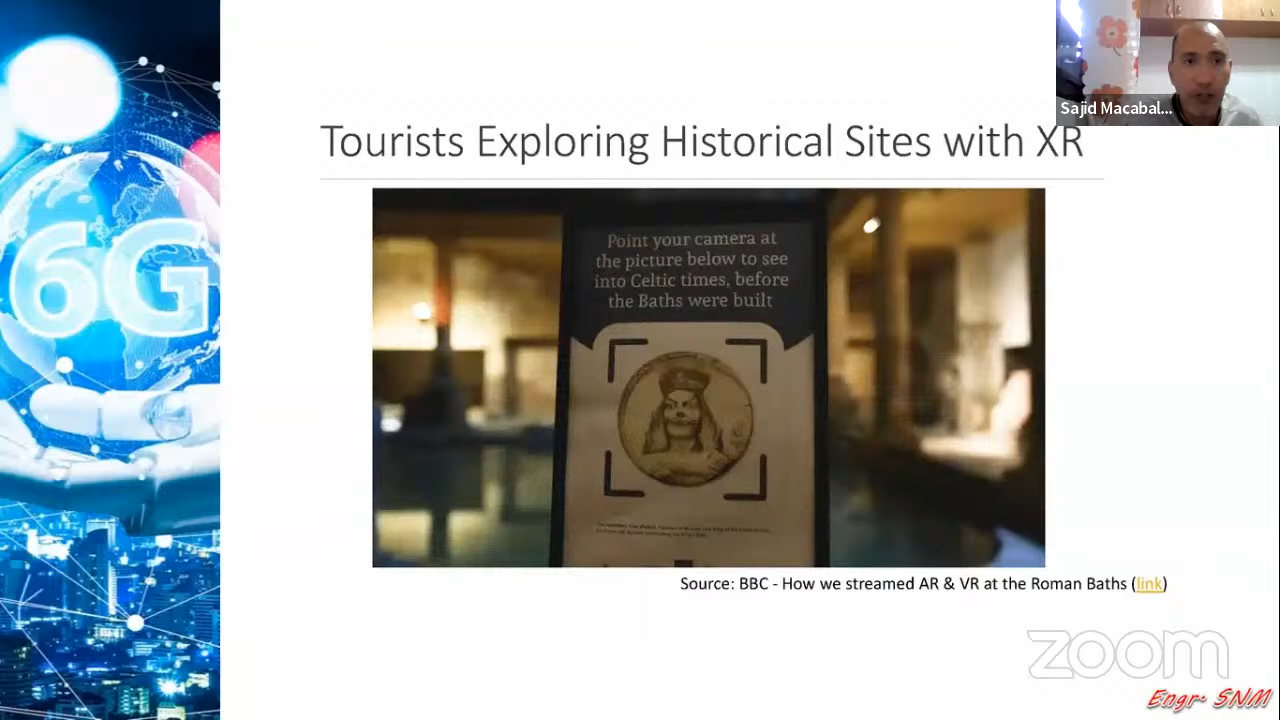 6G
Sajid Macabal...
Tourists Exploring Historical Sites with XR
Point your camera at
the picture below to see
into Celtic times, before
the Baths were built
Source: BBC - How we streamed AR & VR at the Roman Baths (link)
zoom
Engr. SNM